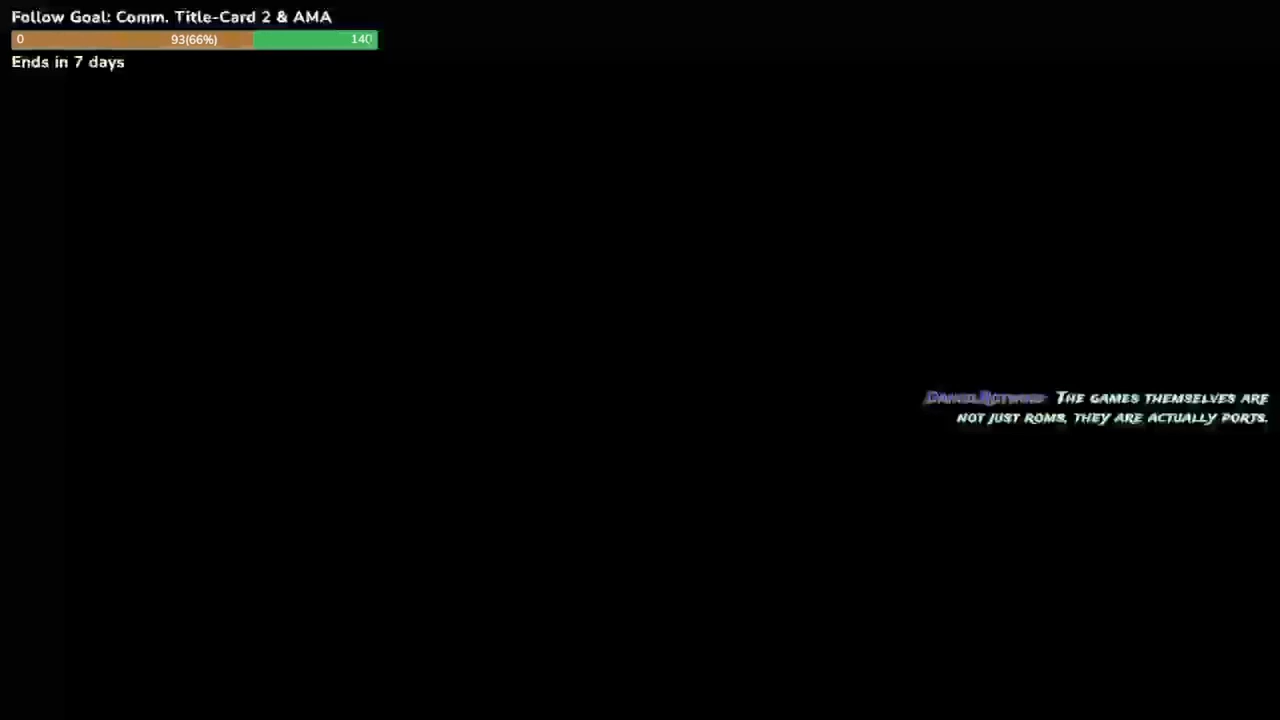 Follow Goal: Comm. Title-Card 2 & AMA
0 93(66%) 140
Ends in 7 days
THE GAMES THEMSELVES ARE
NOT JUST ROMS, THEY ARE ACTUALLY PORTS.